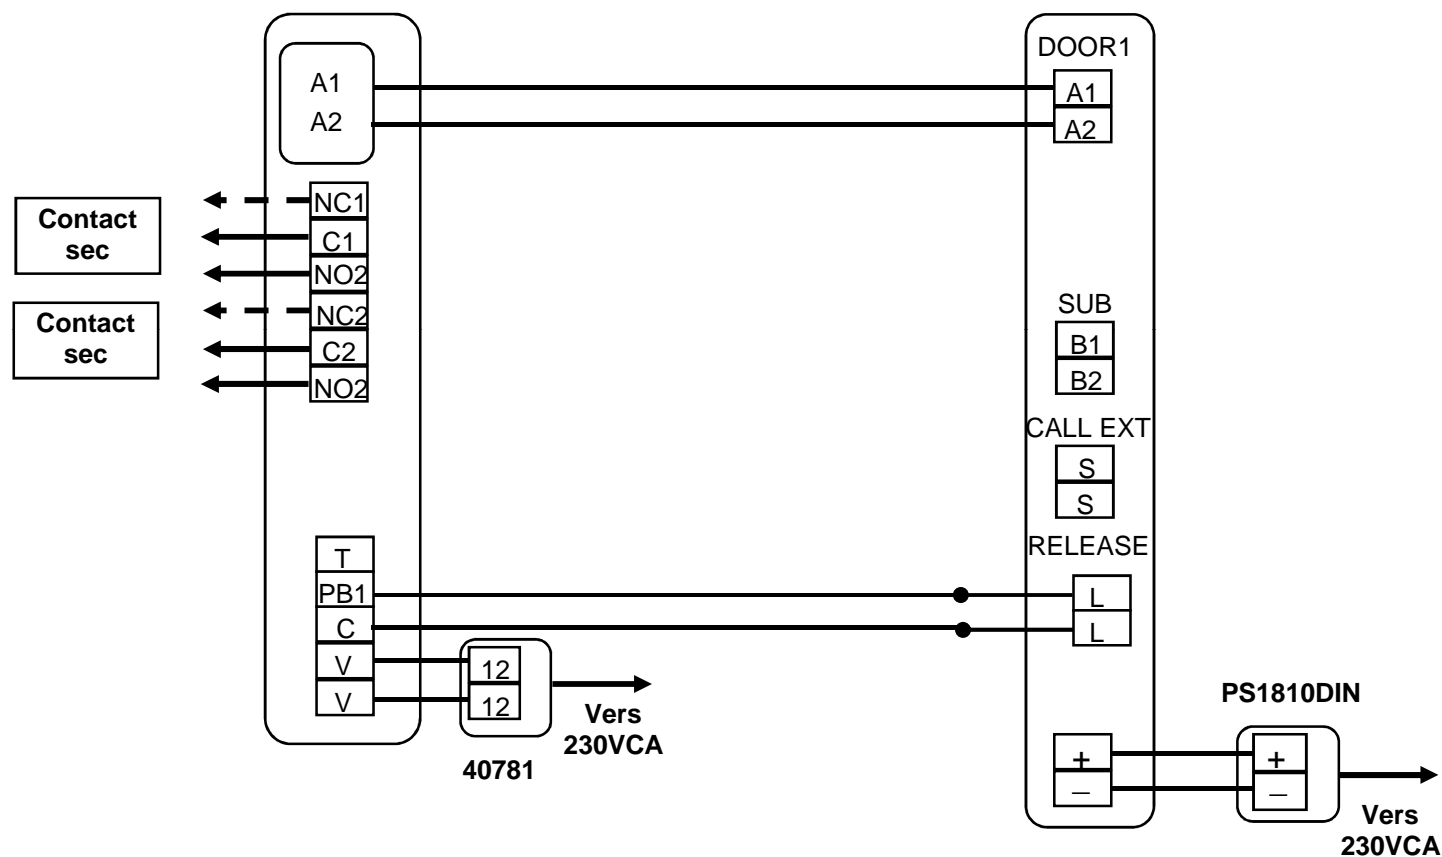 A1
A2
NC1
C1
NO2
NC2
C2
NO2
Contact
sec
Contact
sec
T
PB1
C
V
V
12
12
40781
Vers
230VCA
DOOR1
A1
A2
SUB
B1
B2
CALL EXT
S
S
RELEASE
L
L
+
–
PS1810DIN
+
–
Vers
230VCA